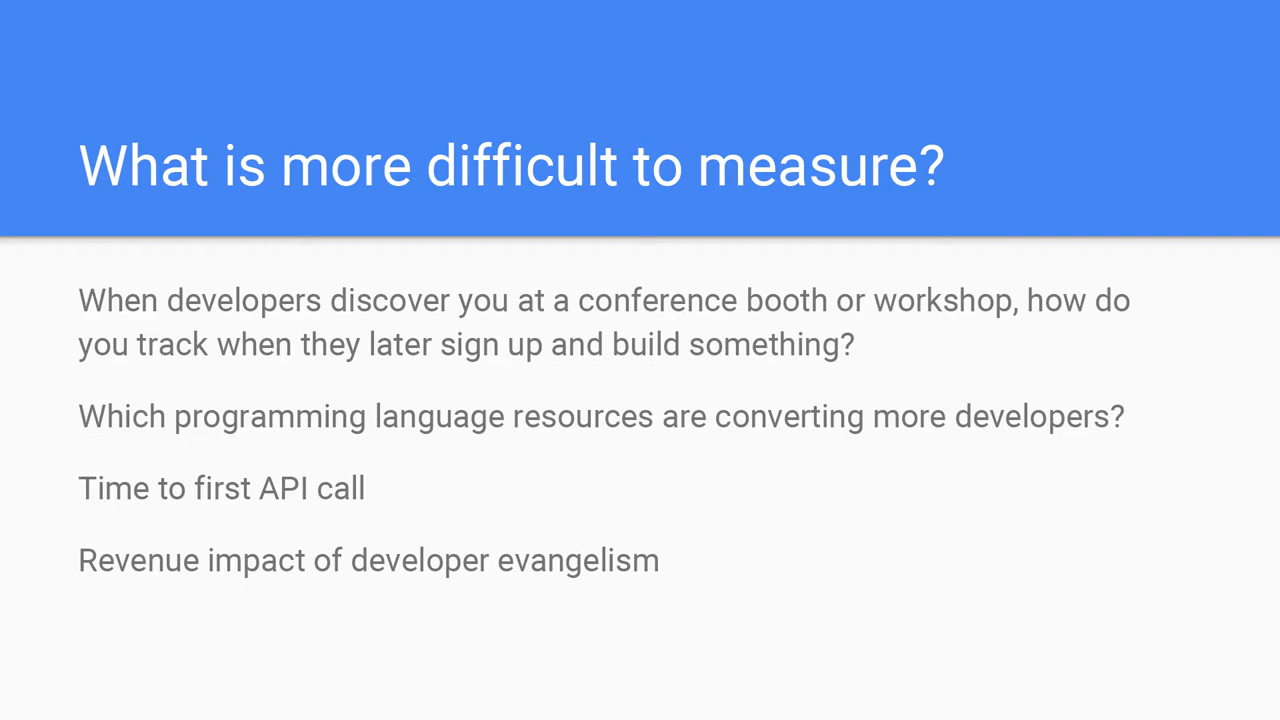 What is more difficult to measure?
When developers discover you at a conference booth or workshop, how do
you track when they later sign up and build something?
Which programming language resources are converting more developers?
Time to first API call
Revenue impact of developer evangelism